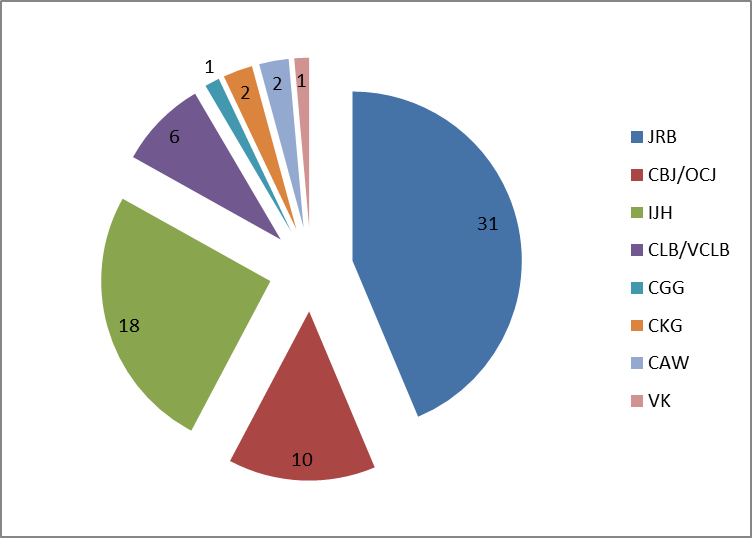 1
2
2
1
6
31
18
10
JRB
CBJ/OCJ
IJH
CLB/VCLB
CGG
CKG
CAW
VK